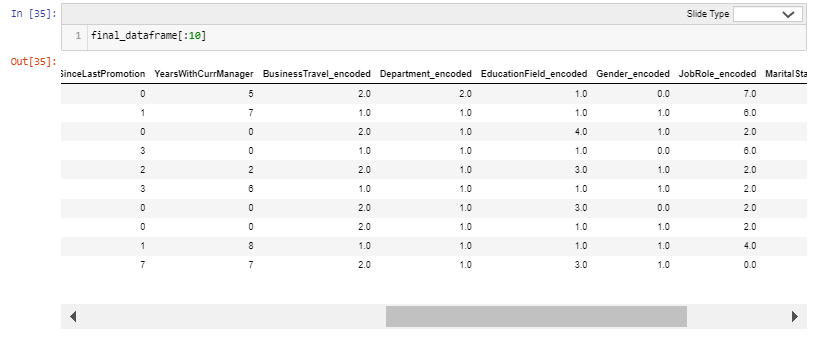 In [35]:
Slide Type
1 final_dataframe[:10]
Out[35]:
SinceLastPromotion YearsWithCurrManager BusinessTravel_encoded Department_encoded EducationField_encoded Gender_encoded JobRole_encoded MaritalSta
0 5 2.0 2.0 1.0 0.0 7.0
1 7 1.0 1.0 1.0 1.0 6.0
0 0 2.0 1.0 4.0 1.0 2.0
3 0 1.0 1.0 1.0 0.0 6.0
2 2 2.0 1.0 3.0 1.0 2.0
3 6 1.0 1.0 1.0 1.0 2.0
0 0 2.0 1.0 3.0 0.0 2.0
0 0 2.0 1.0 1.0 1.0 2.0
1 8 1.0 1.0 1.0 1.0 4.0
7 7 2.0 1.0 3.0 1.0 0.0